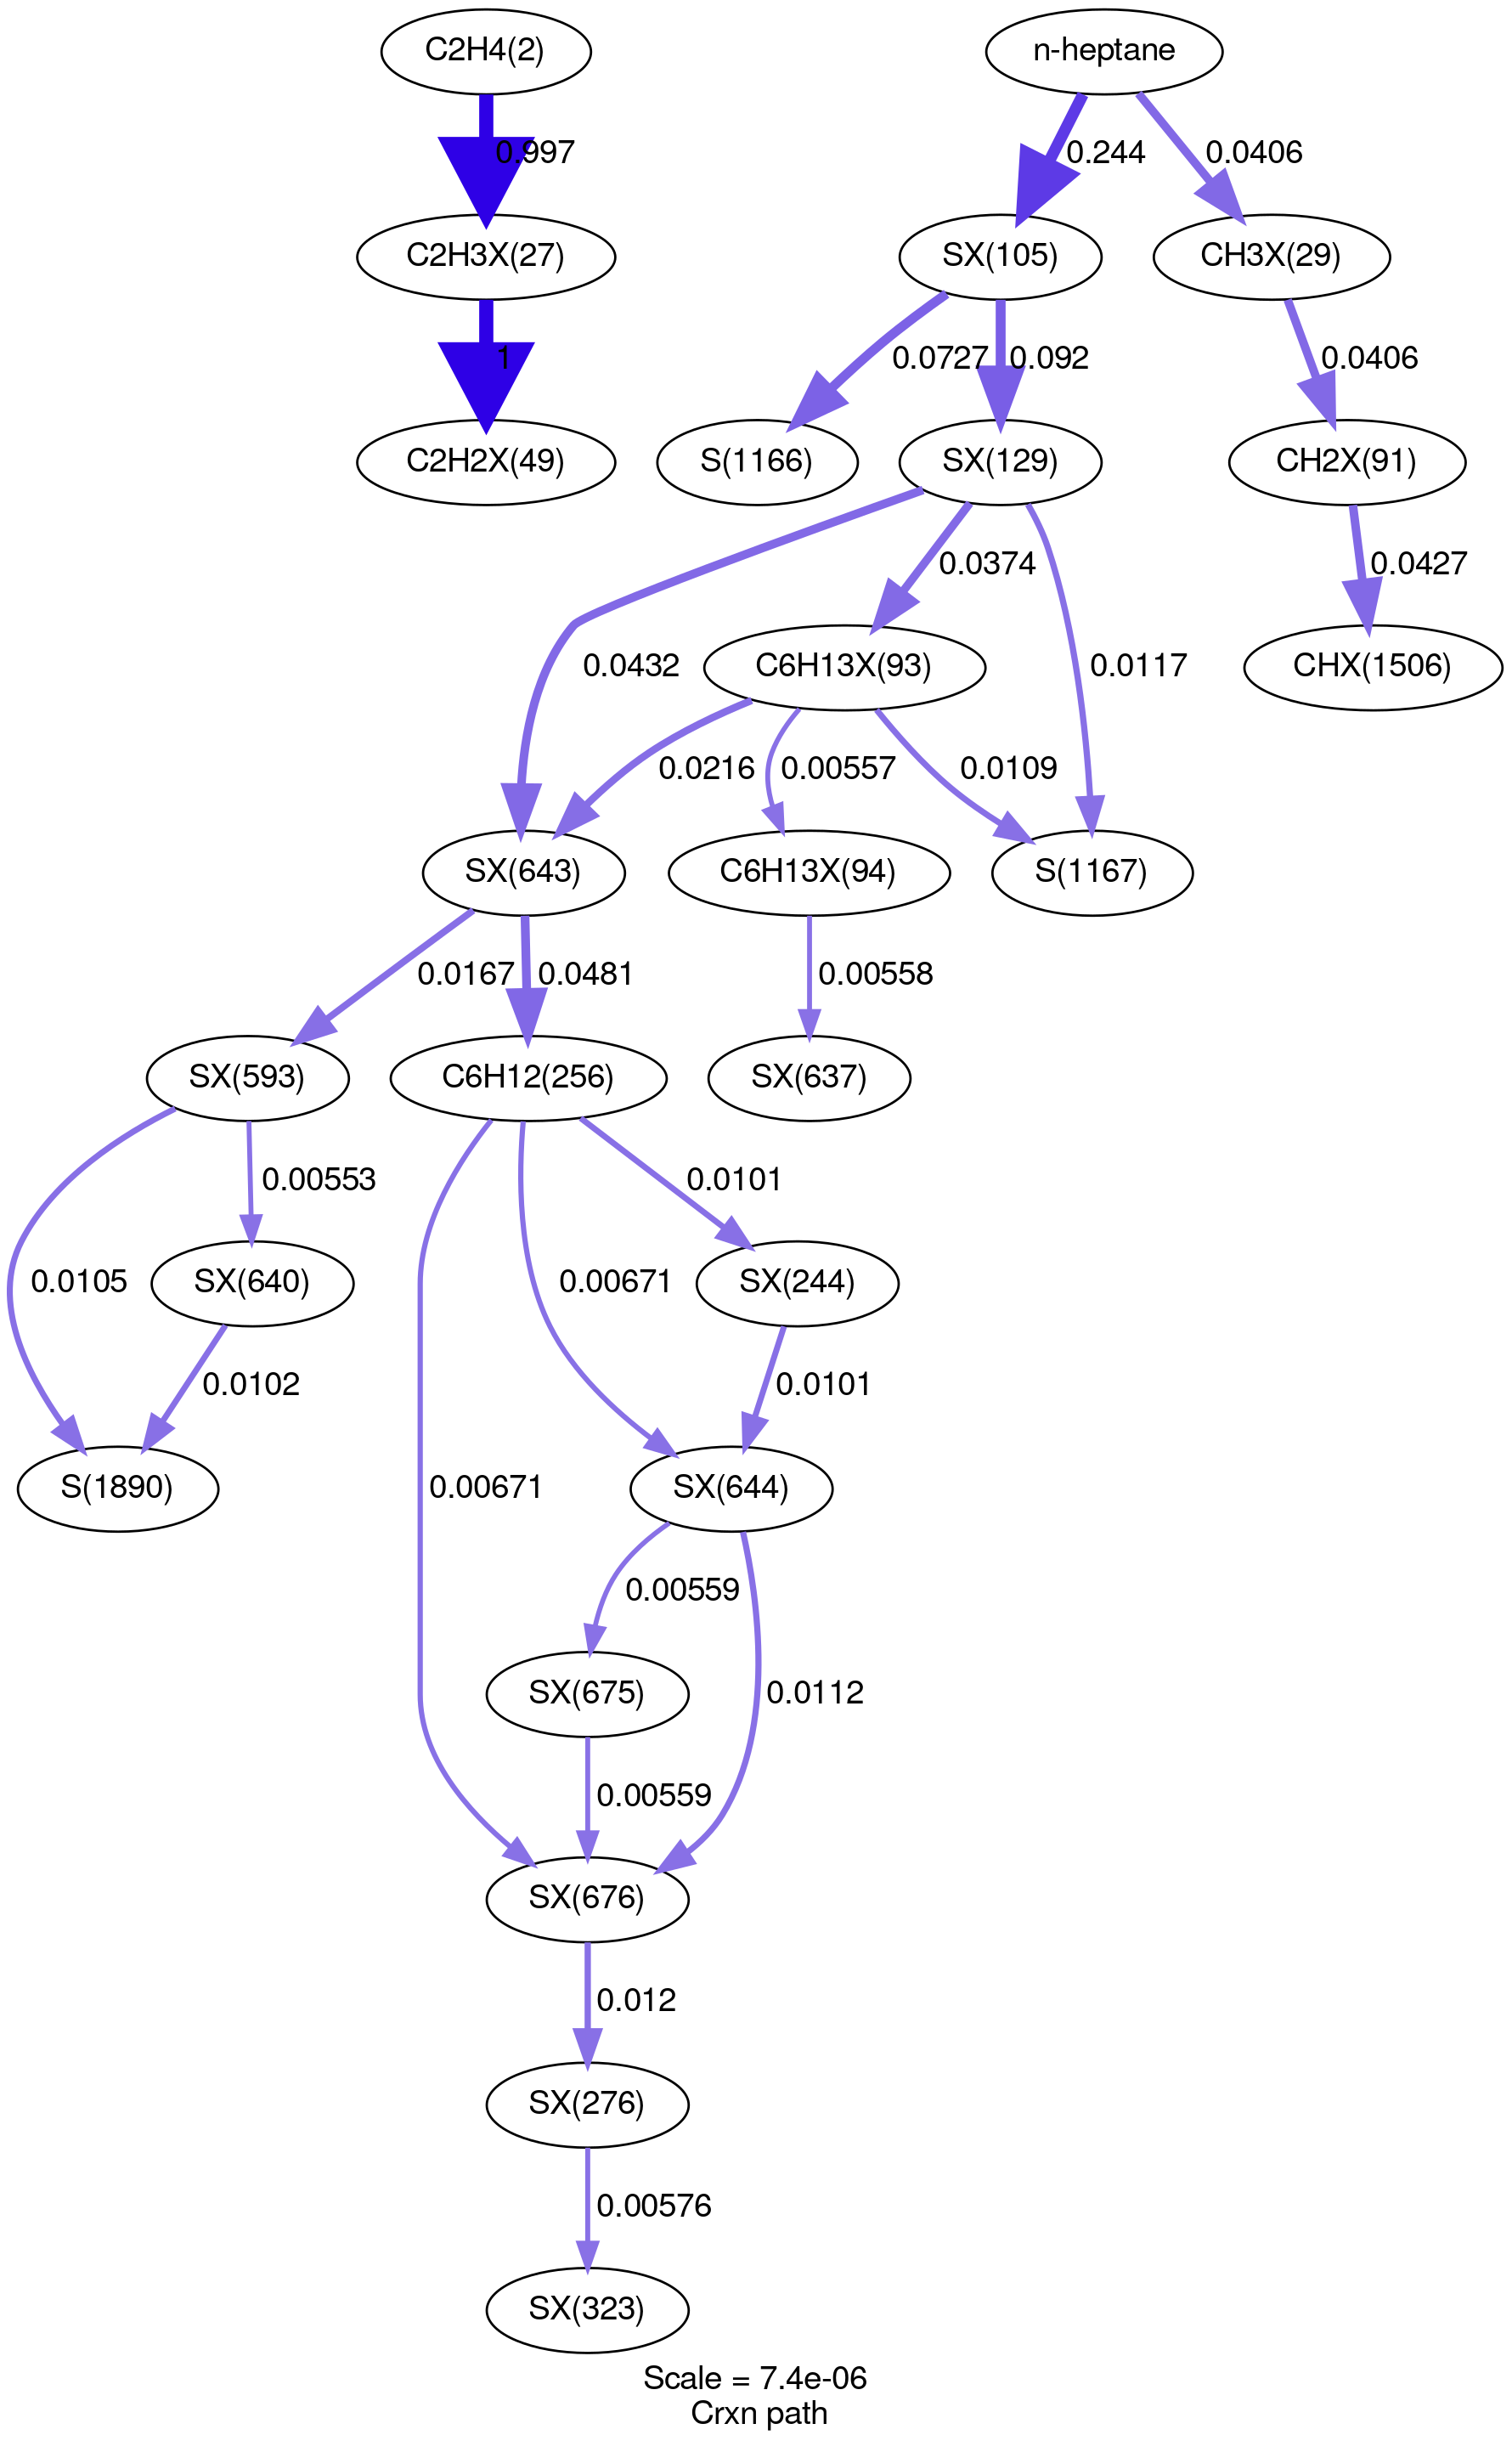 C2H4(2)
n-heptane
0.997
0.244
0.0406
C2H3X(27)
SX(105)
CH3X(29)
1
0.0727
0.092
0.0406
C2H2X(49)
S(1166)
SX(129)
CH2X(91)
0.0374
0.0427
0.0432
C6H13X(93)
0.0117
CHX(1506)
0.0216
0.00557
0.0109
SX(643)
C6H13X(94)
S(1167)
0.0167
0.0481
0.00558
SX(593)
C6H12(256)
SX(637)
0.00553
0.0101
0.0105
SX(640)
0.00671
SX(244)
0.0102
0.0101
S(1890)
0.00671
SX(644)
0.00559
SX(675)
0.0112
0.00559
SX(676)
0.012
SX(276)
0.00576
SX(323)
Scale = 7.4e-06
Crxn path